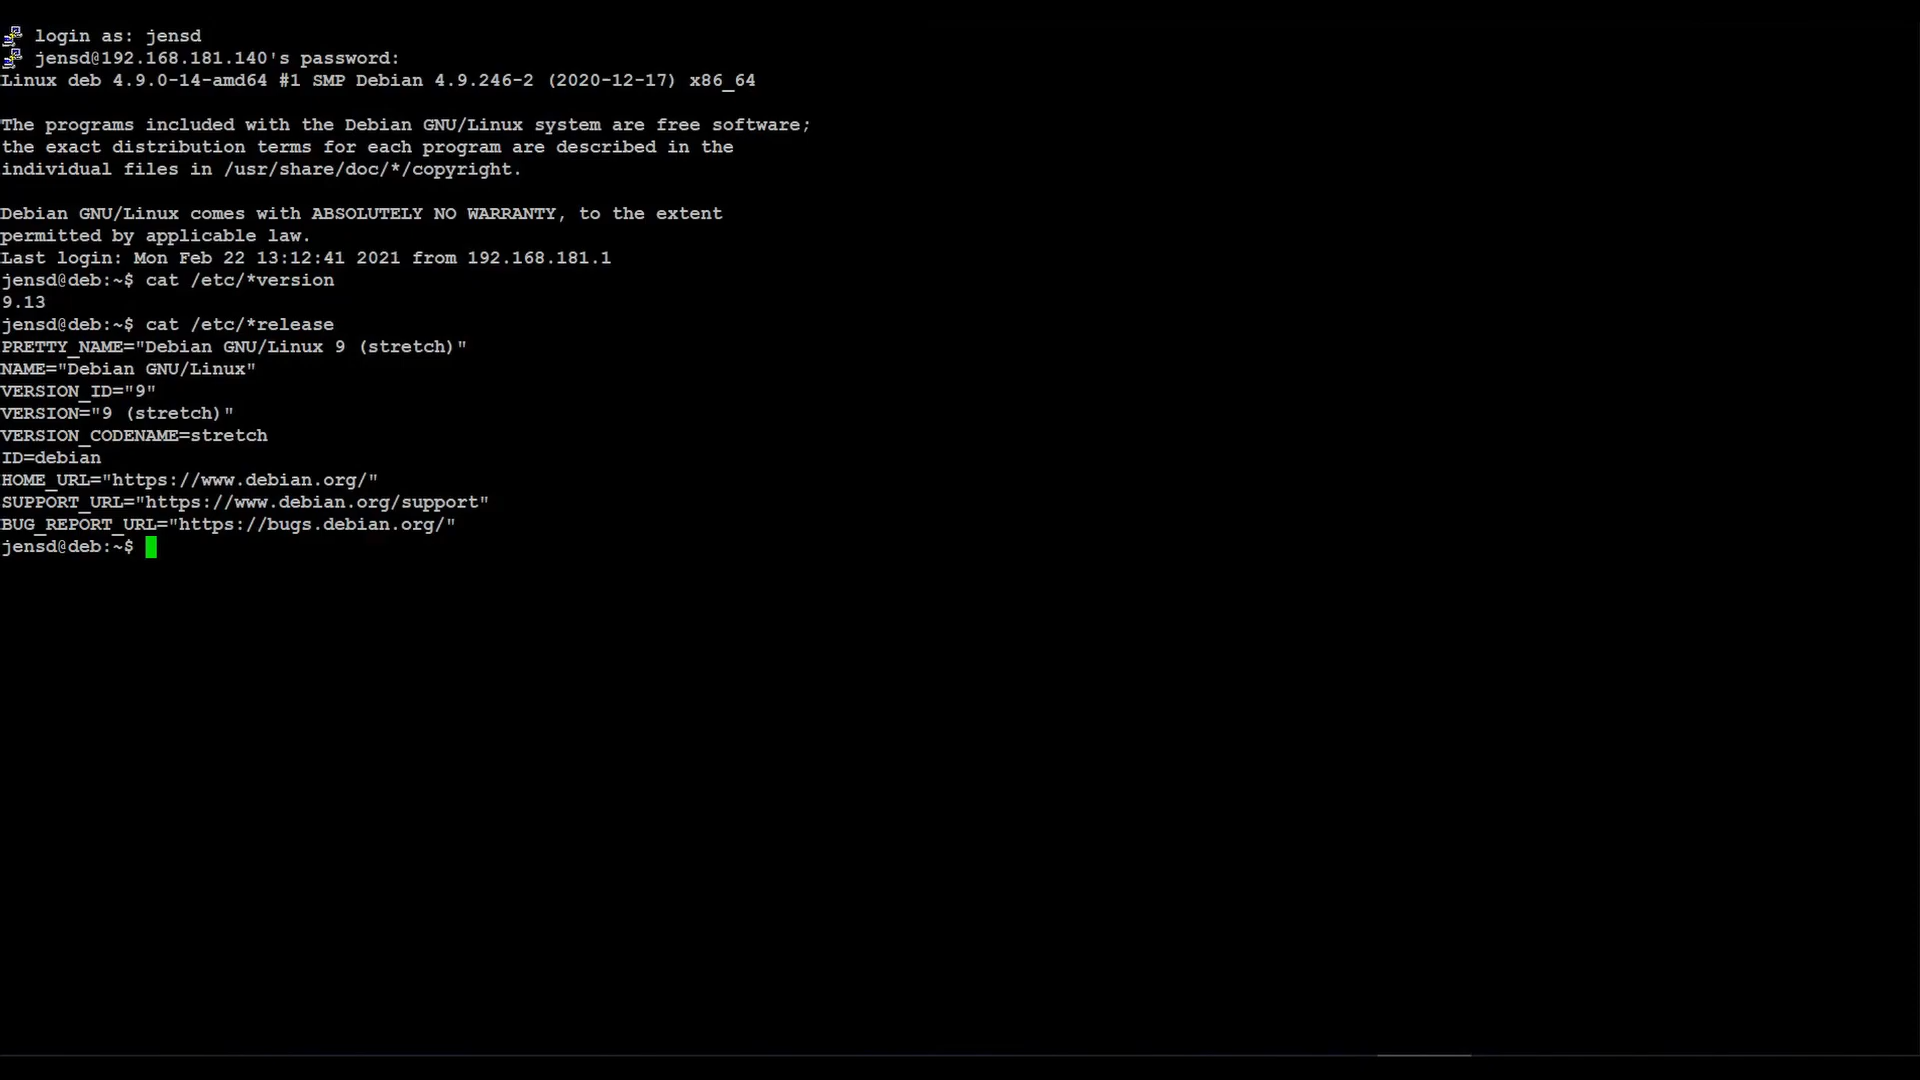 login as: jensd
jensd@192.168.181.140's password:
Linux deb 4.9.0-14-amd64 #1 SMP Debian 4.9.246-2 (2020-12-17) x86_64
The programs included with the Debian GNU/Linux system are free software;
the exact distribution terms for each program are described in the
individual files in /usr/share/doc/*/copyright.
Debian GNU/Linux comes with ABSOLUTELY NO WARRANTY, to the extent
permitted by applicable law.
Last login: Mon Feb 22 13:12:41 2021 from 192.168.181.1
jensd@deb:~$ cat /etc/*version
9.13
jensd@deb:~$ cat /etc/*release
PRETTY_NAME="Debian GNU/Linux 9 (stretch)"
NAME="Debian GNU/Linux"
VERSION_ID="9"
VERSION="9 (stretch)"
VERSION_CODENAME=stretch
ID=debian
HOME_URL="https://www.debian.org/"
SUPPORT_URL="https://www.debian.org/support"
BUG_REPORT_URL="https://bugs.debian.org/"
jensd@deb:~$